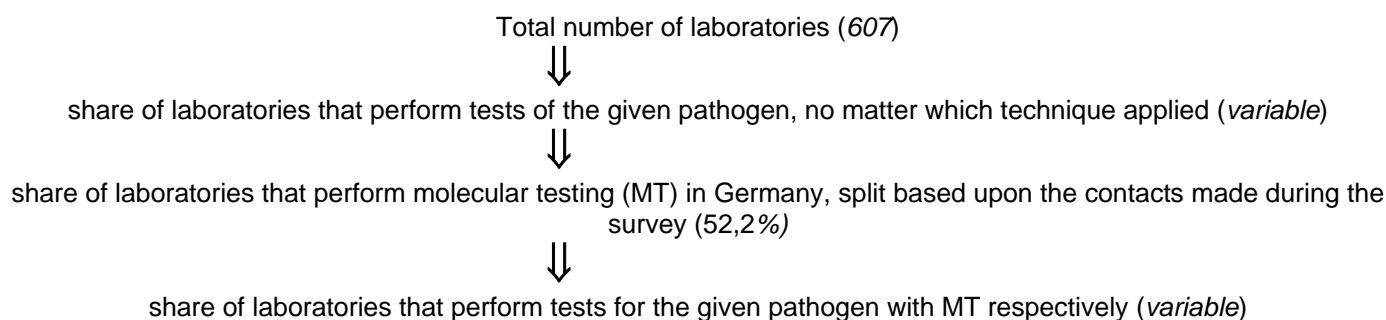 Total number of laboratories (607)
⇓
share of laboratories that perform tests of the given pathogen, no matter which technique applied (variable)
⇓
share of laboratories that perform molecular testing (MT) in Germany, split based upon the contacts made during the
survey (52,2%)
⇓
share of laboratories that perform tests for the given pathogen with MT respectively (variable)